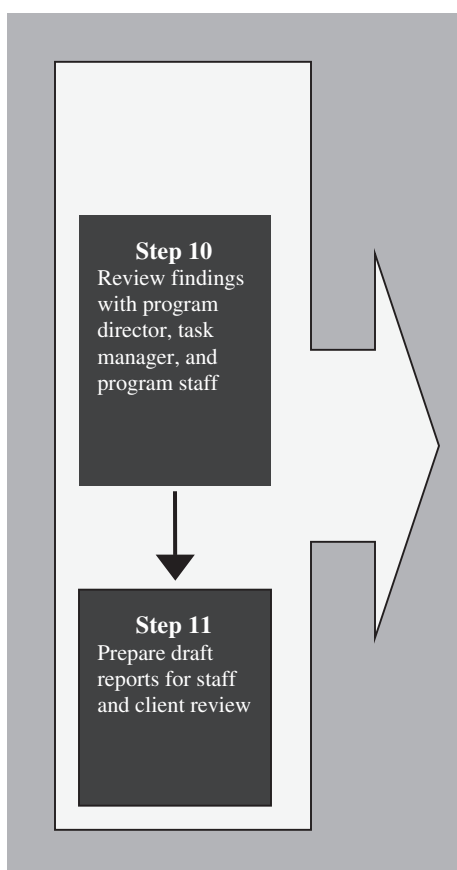 Step 10
Review findings
with program
director, task
manager, and
program staff
Step 11
Prepare draft
reports for staff
and client review